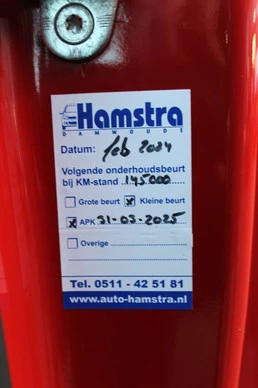 Hamstra
DAMWOUDE
Datum: feb 2024
Volgende onderhoudsbeurt
bij KM-stand 145000
Grote beurt Kleine beurt
APK 31-03-2025
Overige
Tel. 0511 - 42 51 81
www.auto-hamstra.nl